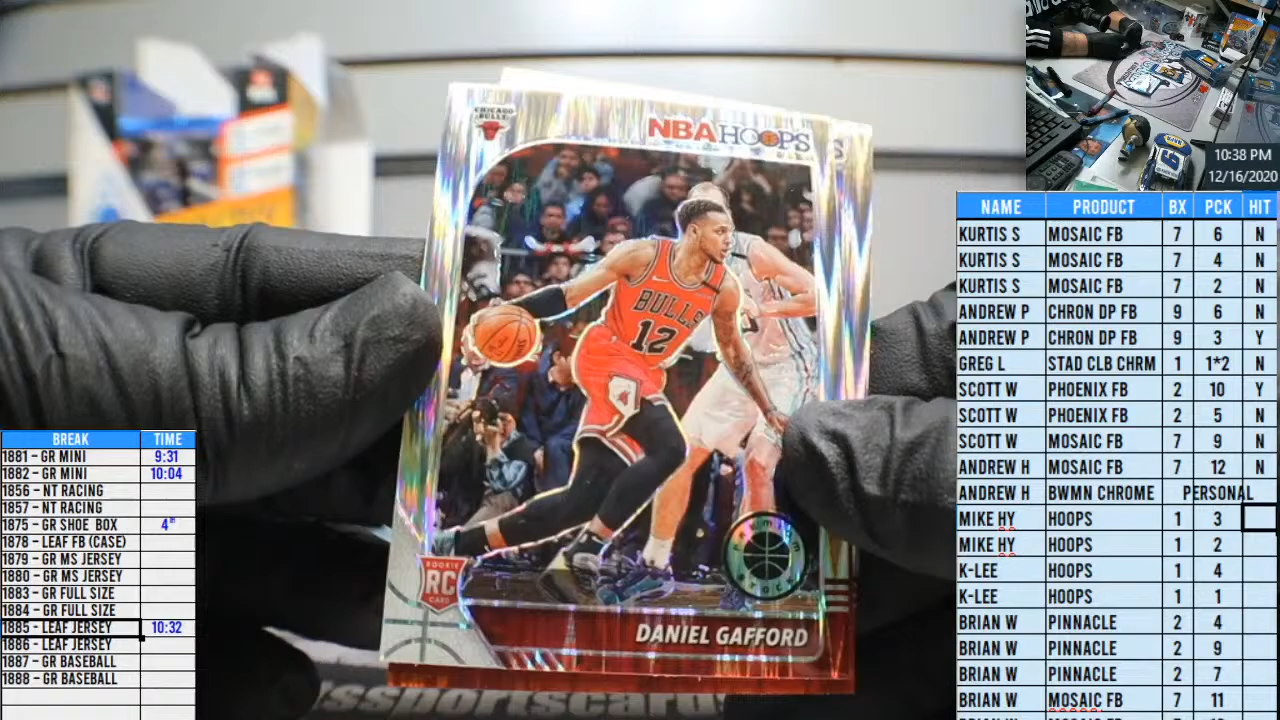 CHICAGO
BULLS
NBA HOOPS
BULLS
12
ROOKIE
RC
CARD
DANIEL GAFFORD
10:38 PM
12/16/2020
NAME PRODUCT BX PCK HIT
KURTIS S MOSAIC FB 7 6 N
KURTIS S MOSAIC FB 7 4 N
KURTIS S MOSAIC FB 7 2 N
ANDREW P CHRON DP FB 9 6 N
ANDREW P CHRON DP FB 9 3 Y
GREG L STAD CLB CHRM 1 1*2 N
SCOTT W PHOENIX FB 2 10 Y
SCOTT W PHOENIX FB 2 5 N
SCOTT W MOSAIC FB 7 9 N
ANDREW H MOSAIC FB 7 12 N
ANDREW H BWMN CHROME PERSONAL
MIKE HY HOOPS 1 3
MIKE HY HOOPS 1 2
K-LEE HOOPS 1 4
K-LEE HOOPS 1 1
BRIAN W PINNACLE 2 4
BRIAN W PINNACLE 2 9
BRIAN W PINNACLE 2 7
BRIAN W MOSAIC FB 7 11
BREAK TIME
1881 - GR MINI 9:31
1882 - GR MINI 10:04
1856 - NT RACING
1857 - NT RACING
1875 - GR SHOE BOX 4th
1878 - LEAF FB (CASE)
1879 - GR MS JERSEY
1880 - GR MS JERSEY
1883 - GR FULL SIZE
1884 - GR FULL SIZE
1885 - LEAF JERSEY 10:32
1886 - LEAF JERSEY
1887 - GR BASEBALL
1888 - GR BASEBALL